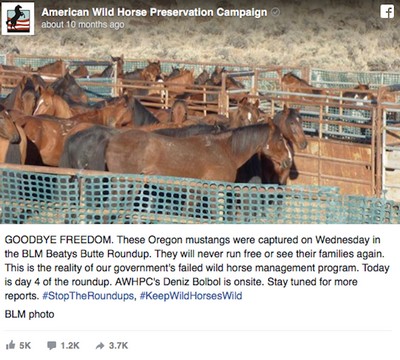 American Wild Horse Preservation Campaign
about 10 months ago
GOODBYE FREEDOM. These Oregon mustangs were captured on Wednesday in
the BLM Beatys Butte Roundup. They will never run free or see their families again.
This is the reality of our government's failed wild horse management program. Today
is day 4 of the roundup. AWHPC's Deniz Bolbol is onsite. Stay tuned for more
reports. #StopTheRoundups, #KeepWildHorsesWild
BLM photo
5K 1.2K 3.7K